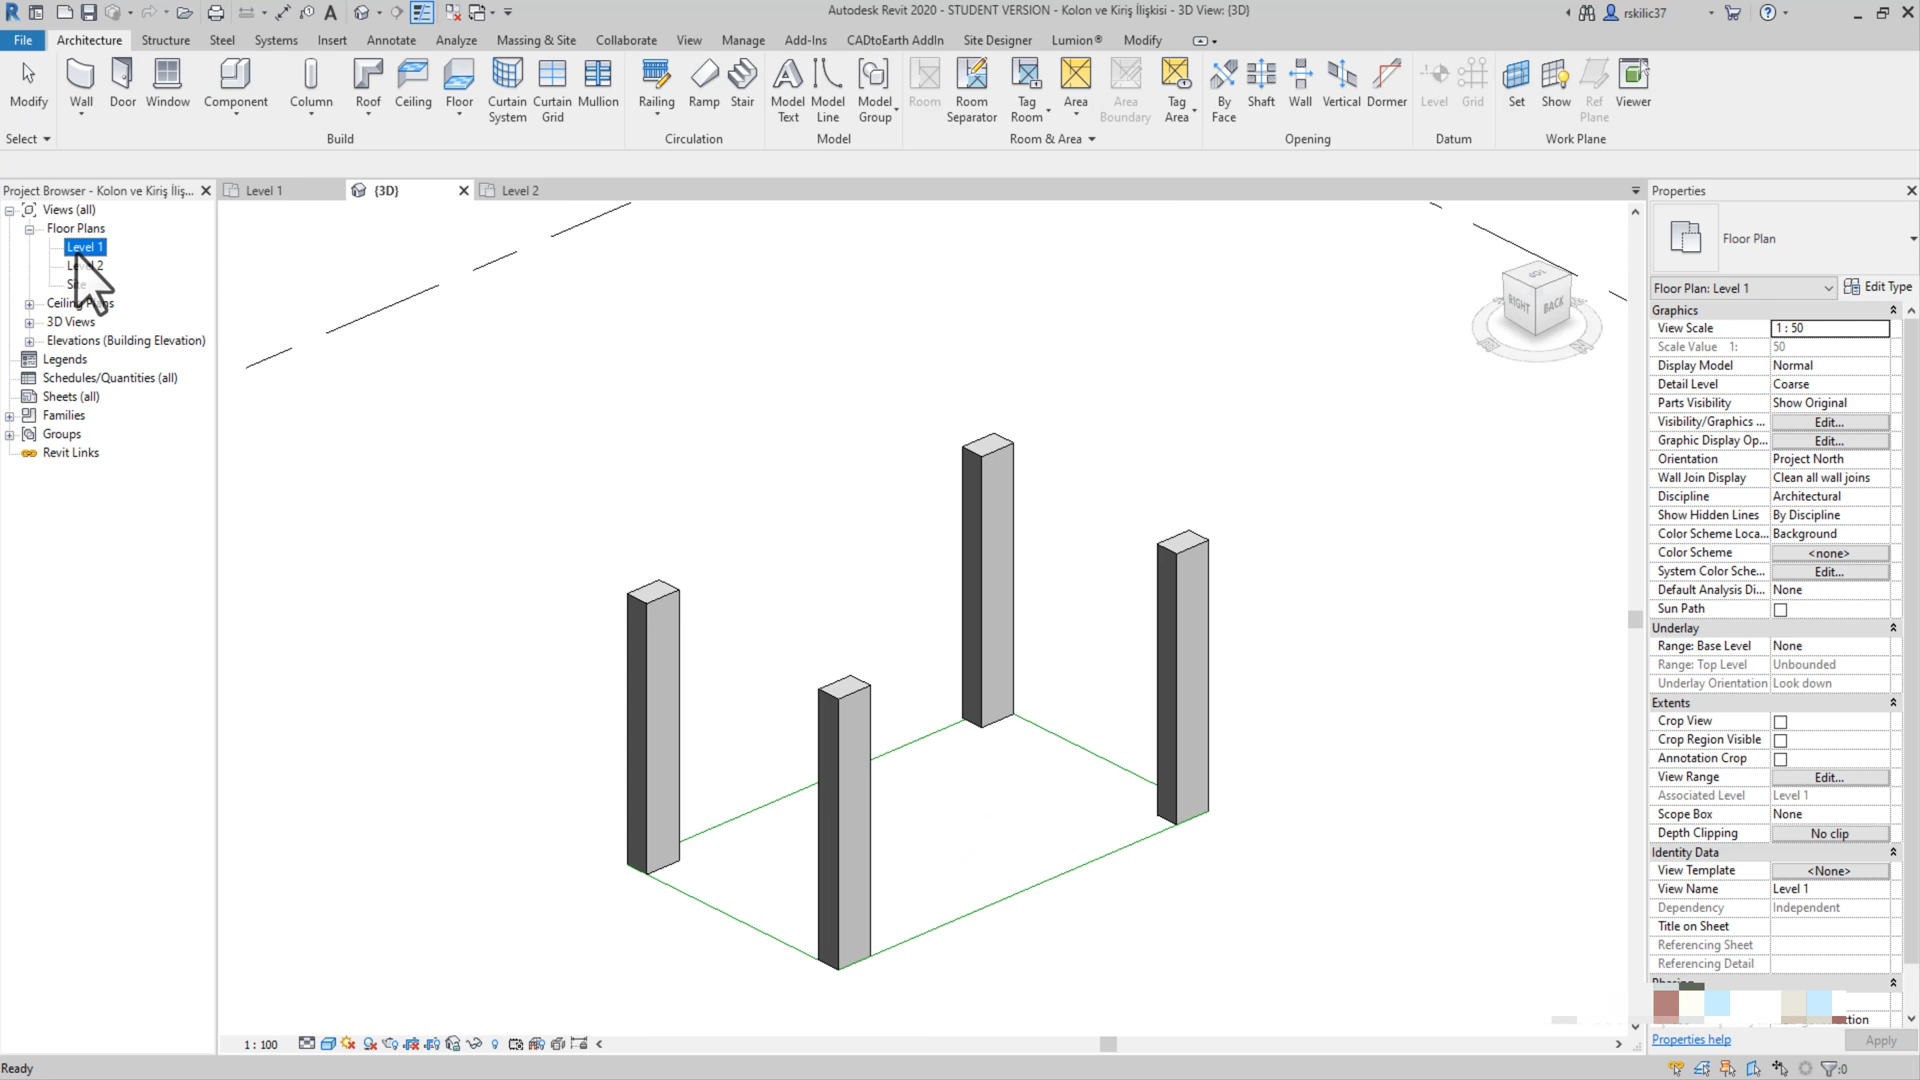 Autodesk Revit 2020 - STUDENT VERSION - Kolon ve Kiriş İlişkisi - 3D View: {3D}
rskilic37
File Architecture Structure Steel Systems Insert Annotate Analyze Massing & Site Collaborate View Manage Add-Ins CADtoEarth AddIn Site Designer Lumion® Modify
Modify Wall Door Window Component Column Roof Ceiling Floor Curtain System Curtain Grid Mullion Railing Ramp Stair Model Text Model Line Model Group Room Room Separator Tag Room Area Area Boundary Tag Area By Face Shaft Wall Vertical Dormer Level Grid Set Show Ref Plane Viewer
Select Build Circulation Model Room & Area Opening Datum Work Plane
Project Browser - Kolon ve Kiriş İliş...
Level 1 {3D} Level 2
Properties
Views (all)
Floor Plans
Level 1
Level 2
Ceiling Plans
3D Views
Elevations (Building Elevation)
Legends
Schedules/Quantities (all)
Sheets (all)
Families
Groups
Revit Links
TOP
RIGHT BACK
Floor Plan
Floor Plan: Level 1 Edit Type
Graphics
View Scale 1 : 50
Scale Value 1: 50
Display Model Normal
Detail Level Coarse
Parts Visibility Show Original
Visibility/Graphics ... Edit...
Graphic Display Op... Edit...
Orientation Project North
Wall Join Display Clean all wall joins
Discipline Architectural
Show Hidden Lines By Discipline
Color Scheme Loca... Background
Color Scheme <none>
System Color Sche... Edit...
Default Analysis Di... None
Sun Path
Underlay
Range: Base Level None
Range: Top Level Unbounded
Underlay Orientation Look down
Extents
Crop View
Crop Region Visible
Annotation Crop
View Range Edit...
Associated Level Level 1
Scope Box None
Depth Clipping No clip
Identity Data
View Template <None>
View Name Level 1
Dependency Independent
Title on Sheet
Referencing Sheet
Referencing Detail
Properties help Apply
1 : 100
Ready
:0